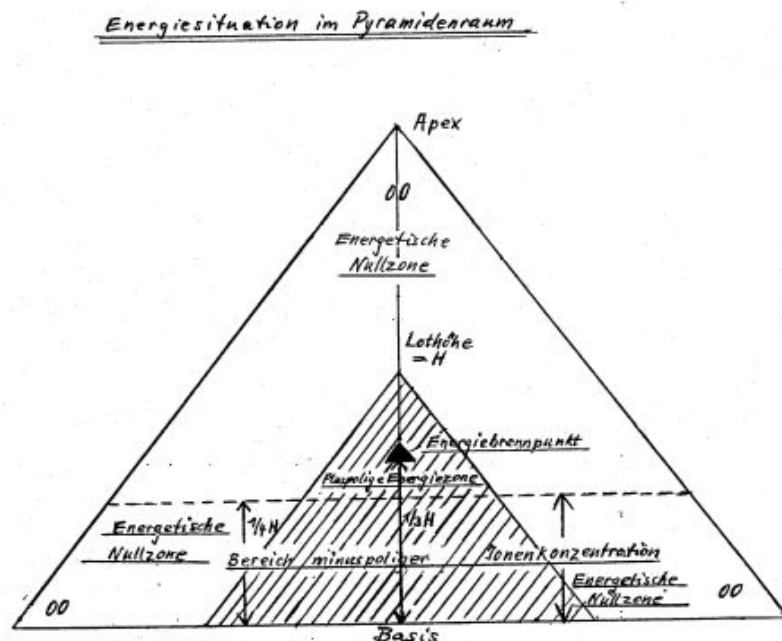 Energiesituation im Pyramidenraum
Apex
00
Energetische
Nullzone
Lothöhe
= H
Energiebrennpunkt
Pluspolige Energiezone
Energetische
Nullzone
1/4 H
1/3 H
Bereich minuspoliger Ionenkonzentration
Energetische
Nullzone
00
00
Basis